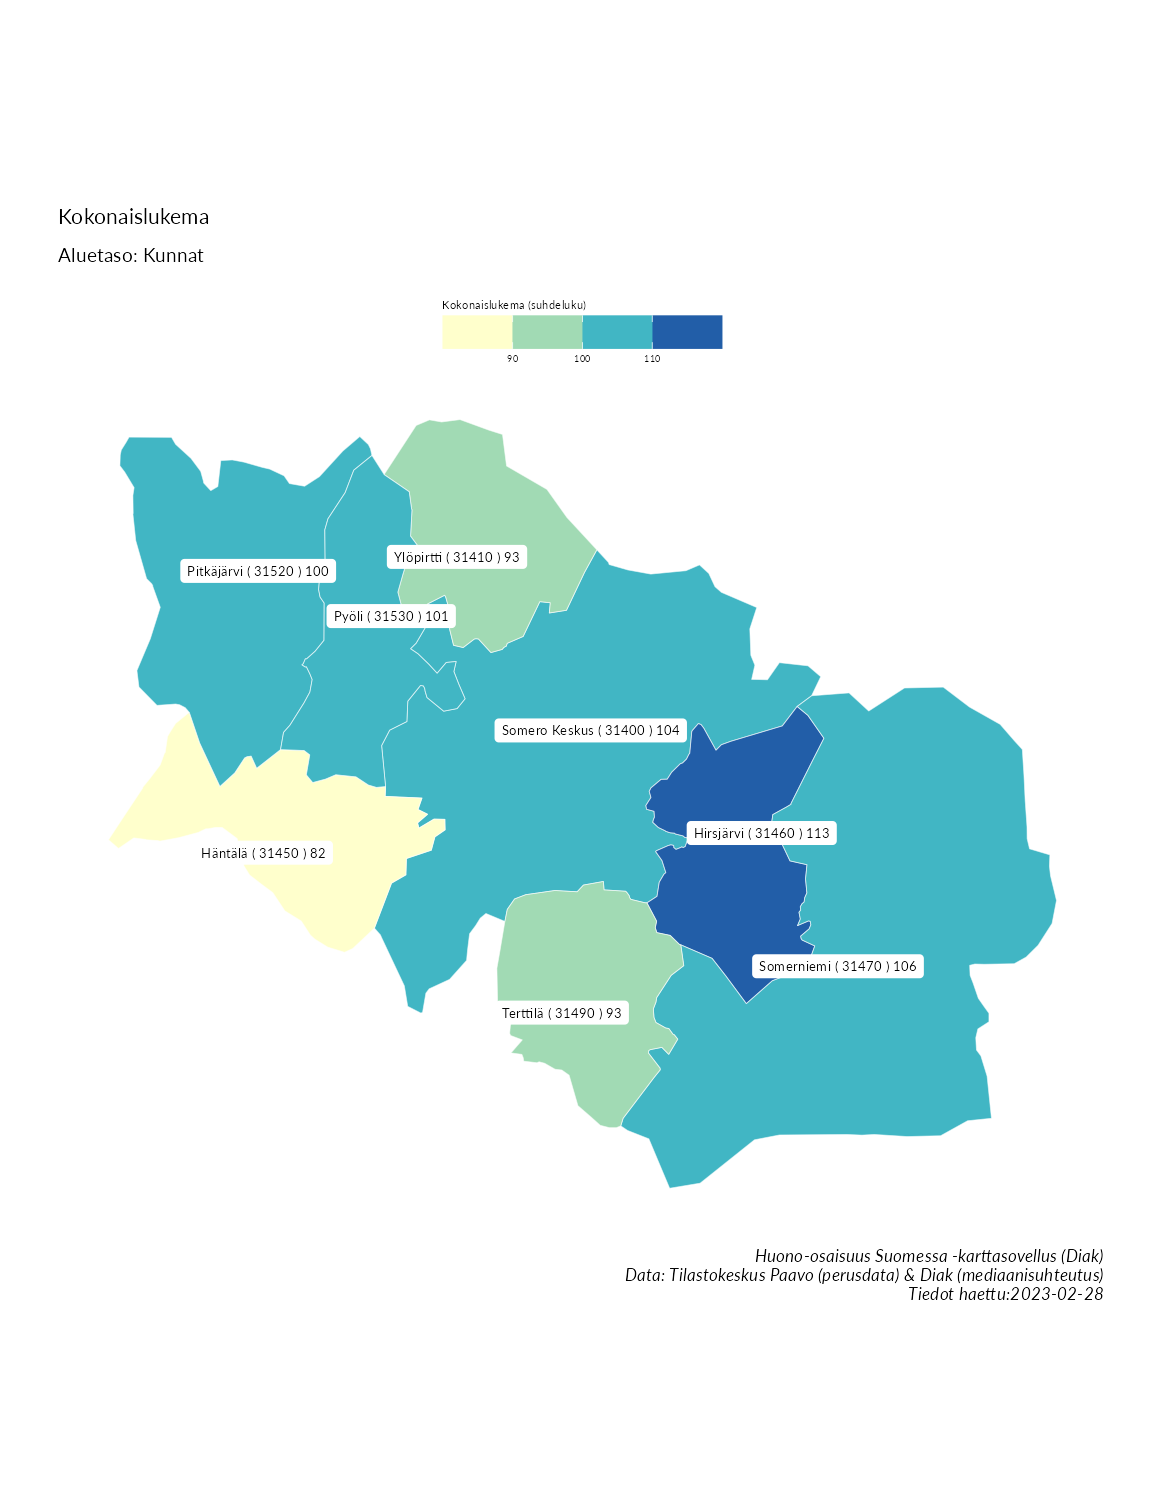 Kokonaislukema
Aluetaso: Kunnat
Kokonaislukema (suhdeluku)
90 100 110
Ylöpirtti ( 31410 ) 93
Pitkäjärvi ( 31520 ) 100
Pyöli ( 31530 ) 101
Somero Keskus ( 31400 ) 104
Hirsjärvi ( 31460 ) 113
Häntälä ( 31450 ) 82
Somerniemi ( 31470 ) 106
Terttilä ( 31490 ) 93
Huono-osaisuus Suomessa -karttasovellus (Diak)
Data: Tilastokeskus Paavo (perusdata) & Diak (mediaanisuhteutus)
Tiedot haettu:2023-02-28